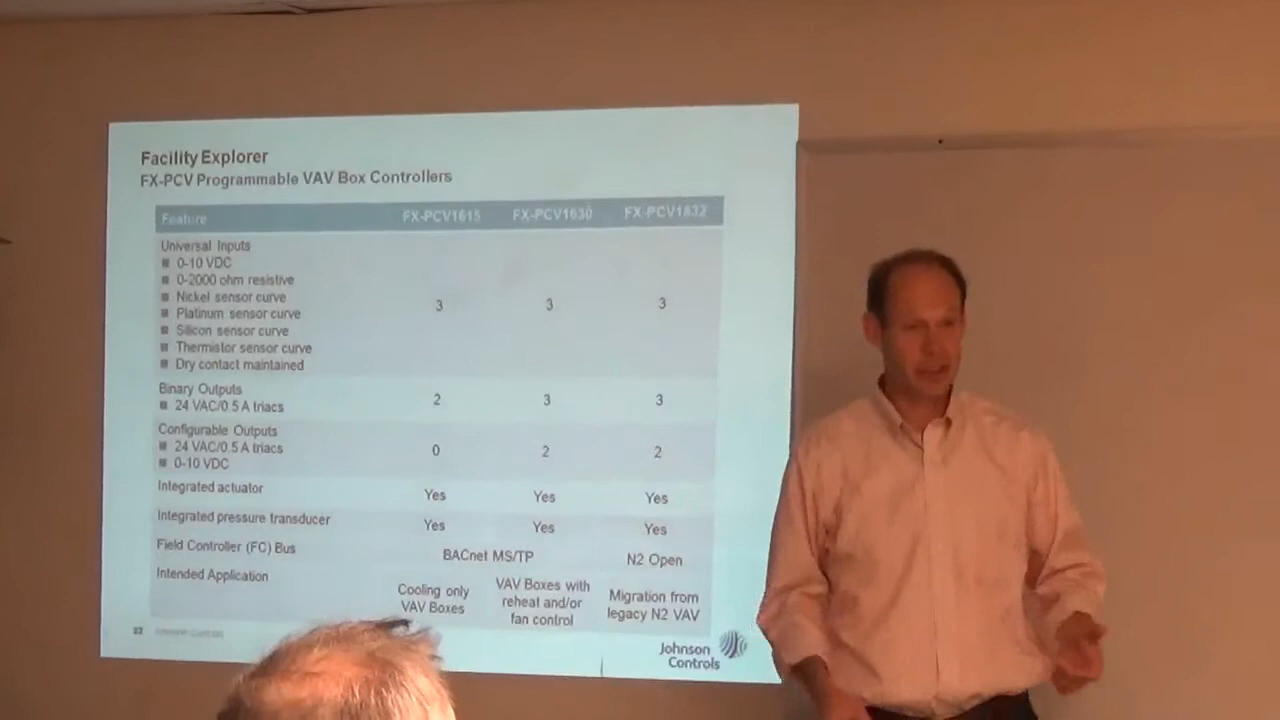 Facility Explorer
FX-PCV Programmable VAV Box Controllers
Feature FX-PCV1615 FX-PCV1630 FX-PCV1632
Universal Inputs
0-10 VDC
0-2000 ohm resistive
Nickel sensor curve
Platinum sensor curve
Silicon sensor curve
Thermistor sensor curve
Dry contact maintained
3 3 3
Binary Outputs
24 VAC/0.5 A triacs
2 3 3
Configurable Outputs
24 VAC/0.5 A triacs
0-10 VDC
0 2 2
Integrated actuator Yes Yes Yes
Integrated pressure transducer Yes Yes Yes
Field Controller (FC) Bus BACnet MS/TP N2 Open
Intended Application
Cooling only
VAV Boxes
VAV Boxes with
reheat and/or
fan control
Migration from
legacy N2 VAV
Johnson Controls
Johnson
Controls